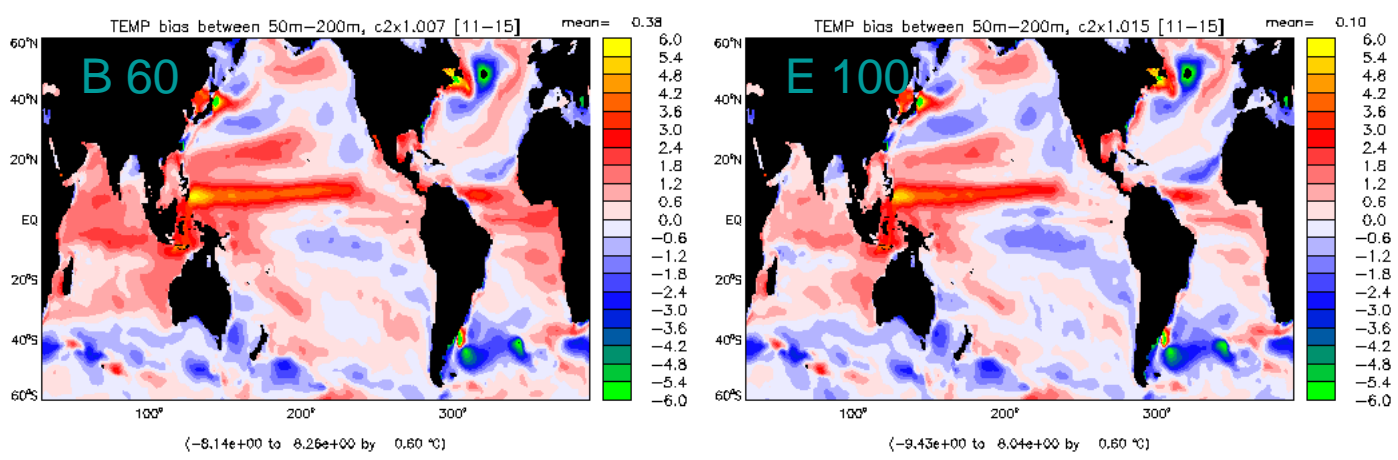 TEMP bias between 50m−200m, c2x1.007 [11−15] mean= 0.38
B 60
60°N
40°N
20°N
EQ
20°S
40°S
60°S
100° 200° 300°
6.0
5.4
4.8
4.2
3.6
3.0
2.4
1.8
1.2
0.6
0.0
−0.6
−1.2
−1.8
−2.4
−3.0
−3.6
−4.2
−4.8
−5.4
−6.0
(−8.14e+00 to 8.26e+00 by 0.60 °C)
TEMP bias between 50m−200m, c2x1.015 [11−15] mean= 0.10
E 100
60°N
40°N
20°N
EQ
20°S
40°S
60°S
100° 200° 300°
6.0
5.4
4.8
4.2
3.6
3.0
2.4
1.8
1.2
0.6
0.0
−0.6
−1.2
−1.8
−2.4
−3.0
−3.6
−4.2
−4.8
−5.4
−6.0
(−9.43e+00 to 8.04e+00 by 0.60 °C)